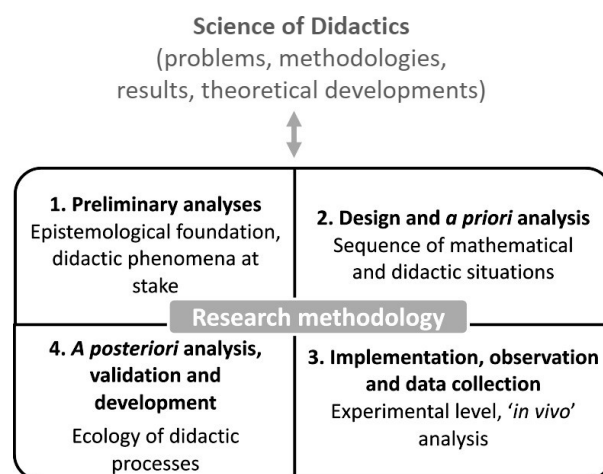 Science of Didactics
(problems, methodologies,
results, theoretical developments)
1. Preliminary analyses
Epistemological foundation,
didactic phenomena at
stake
2. Design and a priori analysis
Sequence of mathematical
and didactic situations
Research methodology
4. A posteriori analysis,
validation and
development
Ecology of didactic
processes
3. Implementation, observation
and data collection
Experimental level, ‘in vivo’
analysis